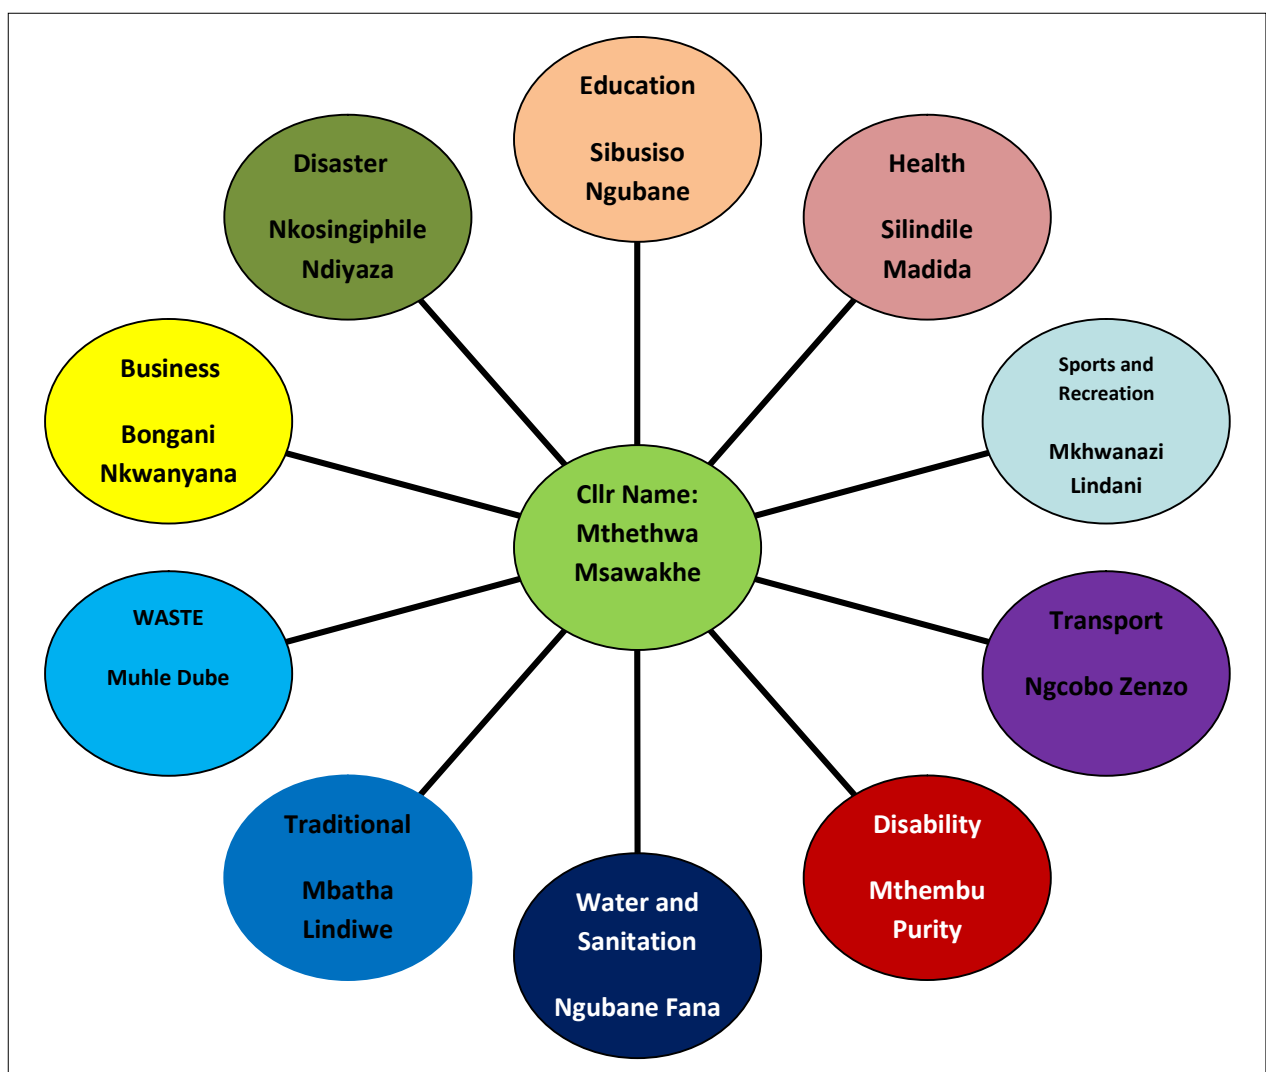 Education
Sibusiso
Ngubane
Health
Silindile
Madida
Sports and
Recreation
Mkhwanazi
Lindani
Transport
Ngcobo Zenzo
Disability
Mthembu
Purity
Water and
Sanitation
Ngubane Fana
Traditional
Mbatha
Lindiwe
WASTE
Muhle Dube
Business
Bongani
Nkwanyana
Disaster
Nkosingiphile
Ndiyaza
Cllr Name:
Mthethwa
Msawakhe